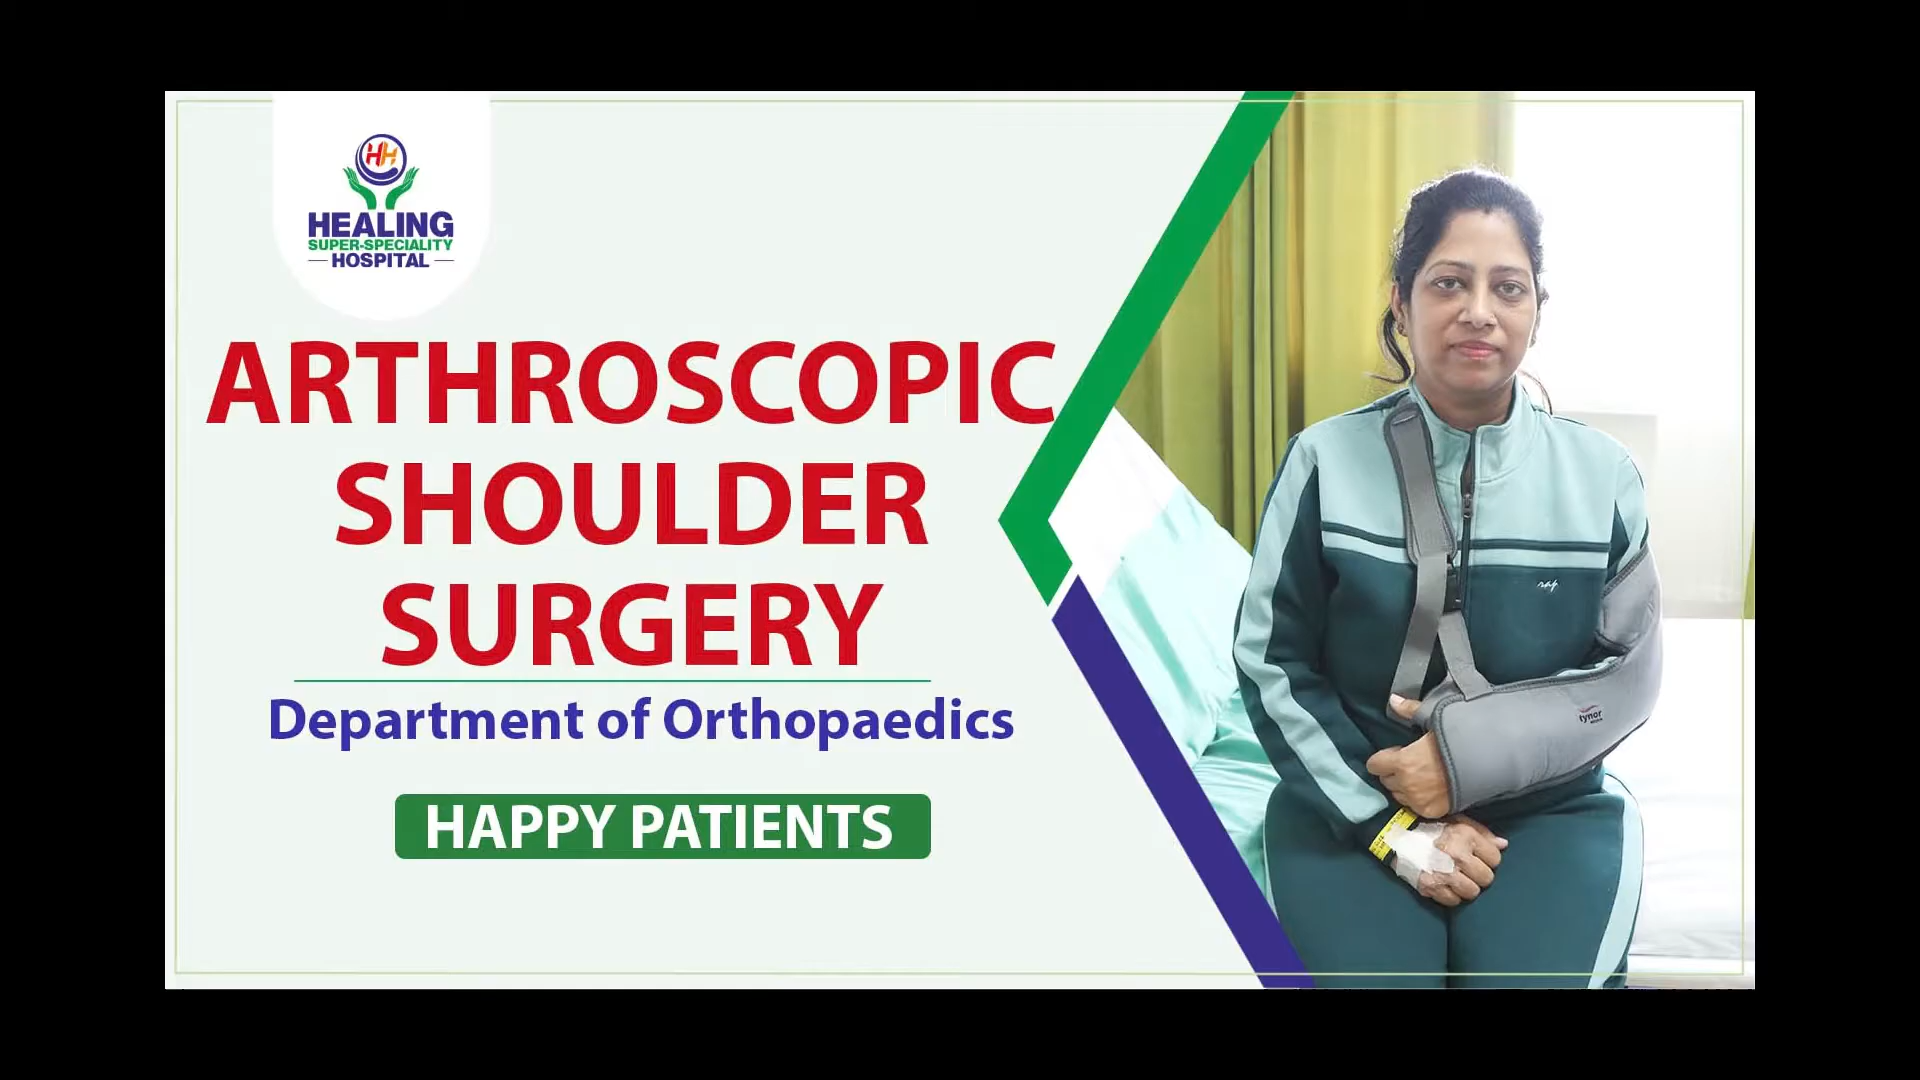 HH
HEALING
SUPER-SPECIALITY
HOSPITAL
ARTHROSCOPIC
SHOULDER
SURGERY
Department of Orthopaedics
HAPPY PATIENTS
tynor